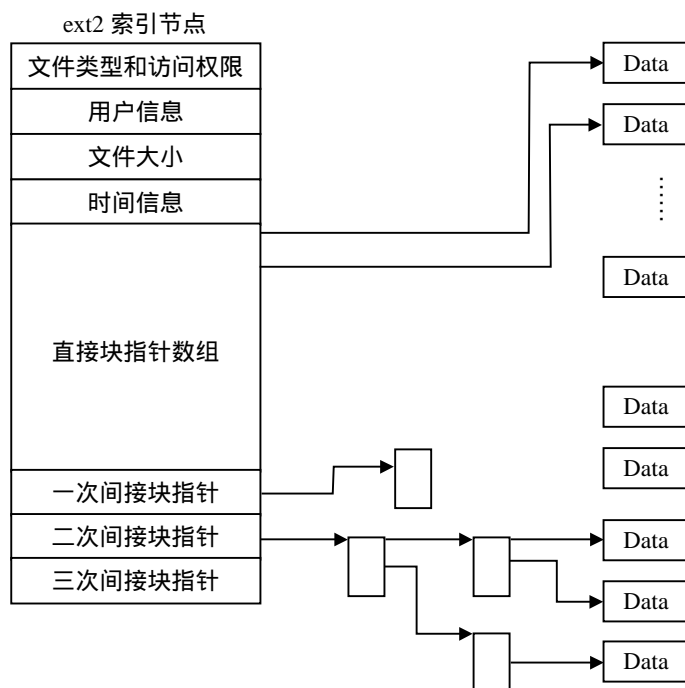 ext2 索引节点
文件类型和访问权限
用户信息
文件大小
时间信息
直接块指针数组
一次间接块指针
二次间接块指针
三次间接块指针
Data
Data
Data
Data
Data
Data
Data
Data